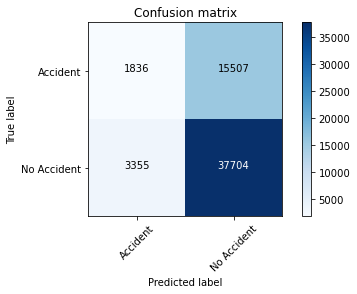 Confusion matrix
True label
Accident
1836 15507
No Accident
3355 37704
Accident
No Accident
Predicted label
35000
30000
25000
20000
15000
10000
5000